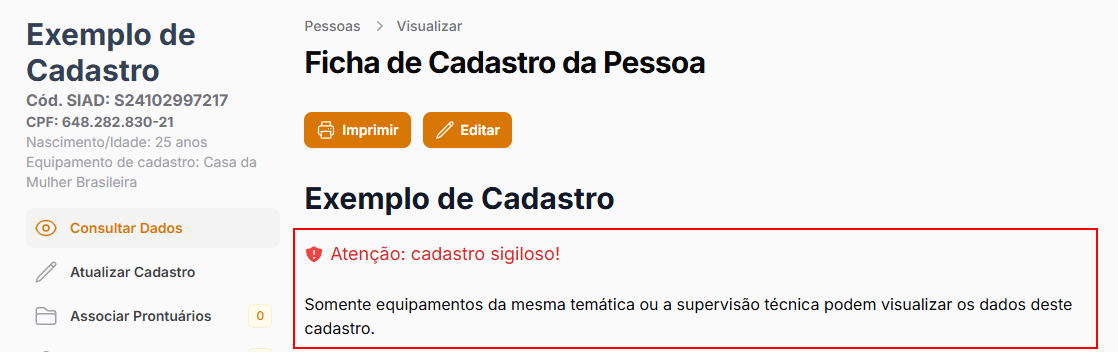 Exemplo de
Cadastro
Cód. SIAD: S24102997217
CPF: 648.282.830-21
Nascimento/Idade: 25 anos
Equipamento de cadastro: Casa da
Mulher Brasileira
Consultar Dados
Atualizar Cadastro
Associar Prontuários 0
Pessoas > Visualizar
Ficha de Cadastro da Pessoa
Imprimir Editar
Exemplo de Cadastro
Atenção: cadastro sigiloso!
Somente equipamentos da mesma temática ou a supervisão técnica podem visualizar os dados deste
cadastro.